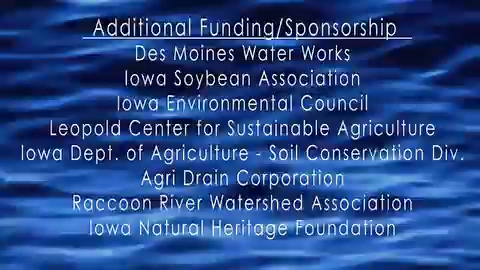 Additional Funding/Sponsorship
Des Moines Water Works
Iowa Soybean Association
Iowa Environmental Council
Leopold Center for Sustainable Agriculture
Iowa Dept. of Agriculture - Soil Conservation Div.
Agri Drain Corporation
Raccoon River Watershed Association
Iowa Natural Heritage Foundation